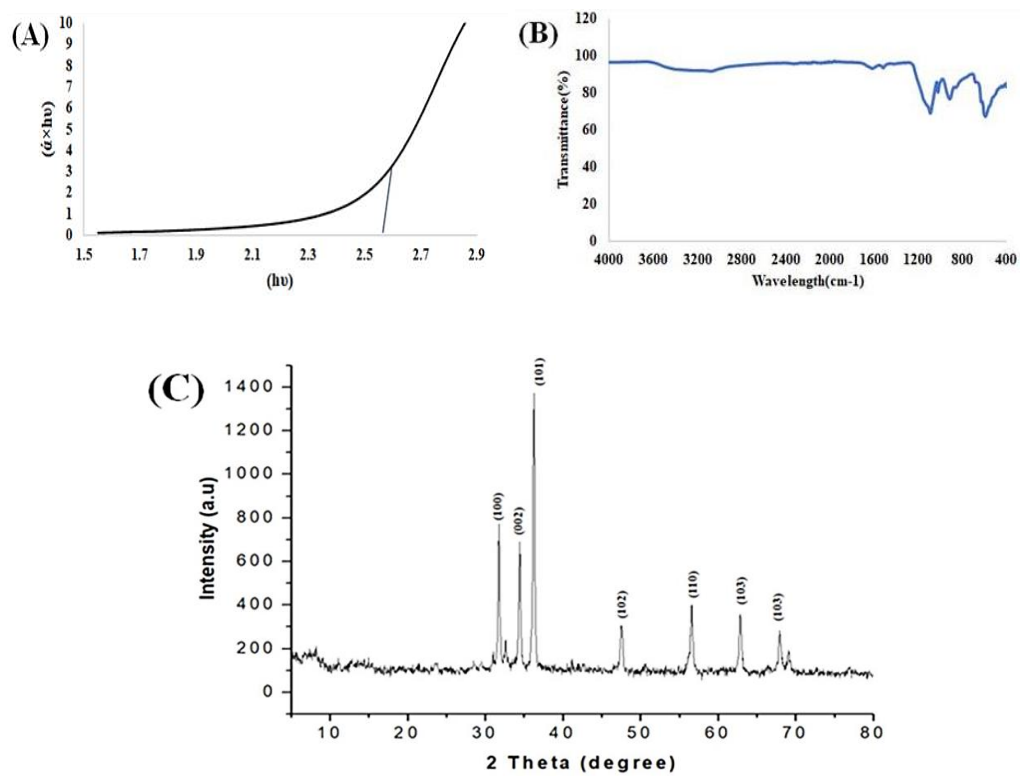 (A)
10
9
8
7
6
5
4
3
2
1
0
(ά×hυ)
1.5 1.7 1.9 2.1 2.3 2.5 2.7 2.9
(hυ)
(B)
120
100
80
60
40
20
0
Transmittance(%)
4000 3600 3200 2800 2400 2000 1600 1200 800 400
Wavelength(cm-1)
(C)
1400
1200
1000
800
600
400
200
0
Intensity (a.u)
(100)
(002)
(101)
(102)
(110)
(103)
(103)
10 20 30 40 50 60 70 80
2 Theta (degree)